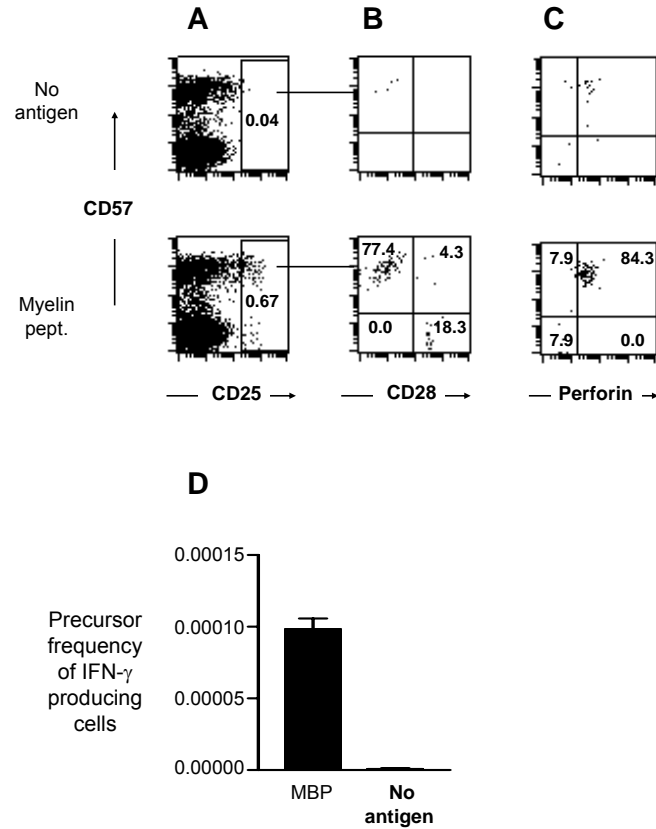 A
B
C
No
antigen
0.04
CD57
77.4
4.3
7.9
84.3
Myelin
pept.
0.67
0.0
18.3
7.9
0.0
CD25
CD28
Perforin
D
0.00015
0.00010
0.00005
0.00000
Precursor
frequency
of IFN-γ
producing
cells
MBP
No
antigen